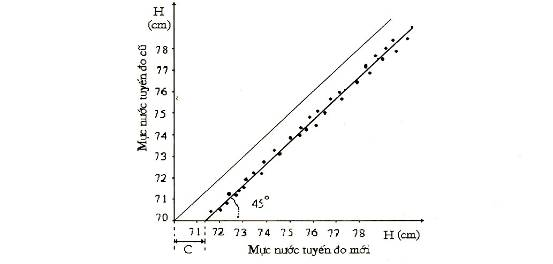 H
(cm)
78
77
76
75
74
73
72
71
70
Mực nước tuyến đo cũ
45°
71 72 73 74 75 76 77 78 H (cm)
C
Mực nước tuyến đo mới